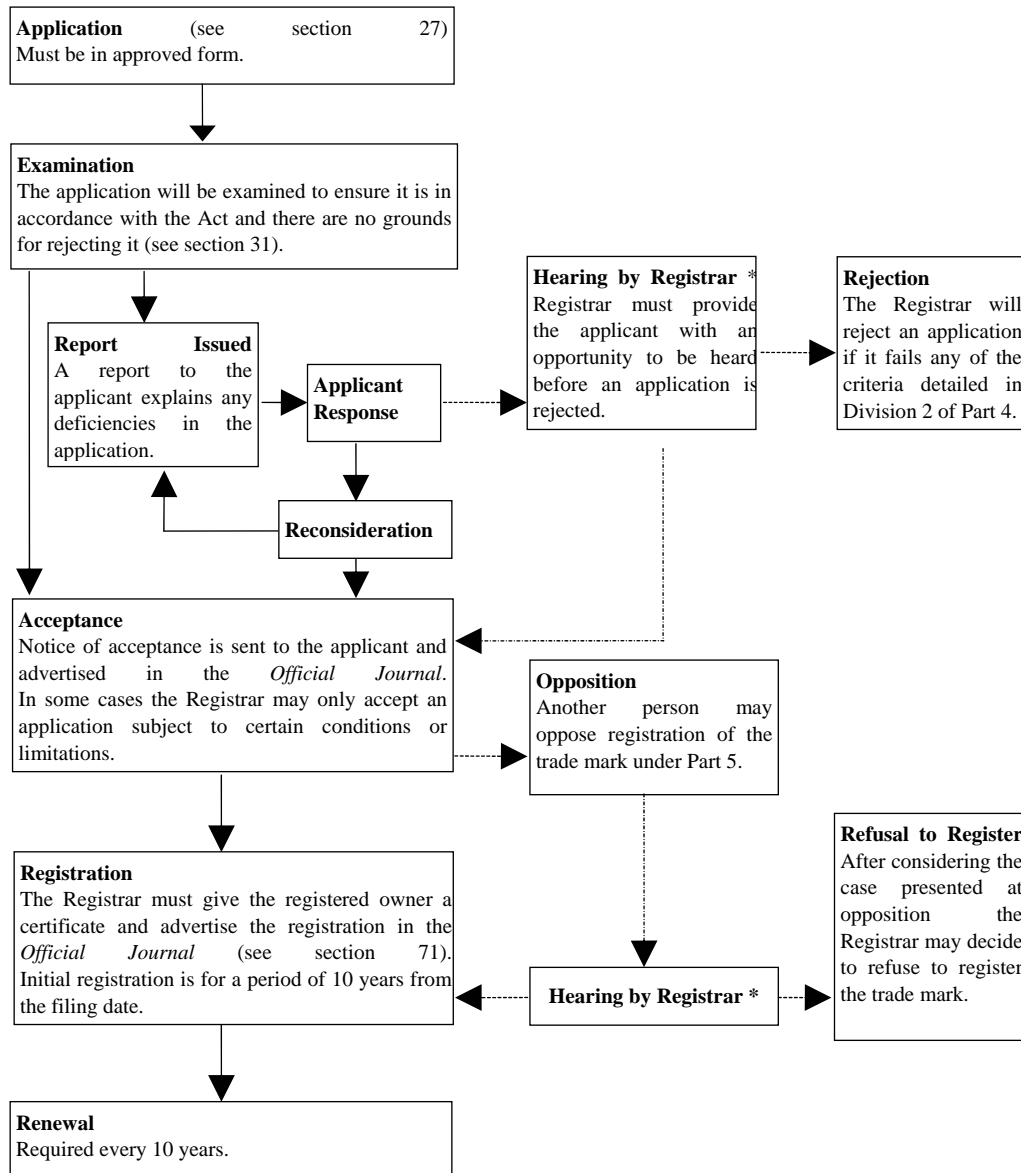 Application (see section 27)
Must be in approved form.
Examination
The application will be examined to ensure it is in
accordance with the Act and there are no grounds
for rejecting it (see section 31).
Hearing by Registrar *
Registrar must provide
the applicant with an
opportunity to be heard
before an application is
rejected.
Rejection
The Registrar will
reject an application
if it fails any of the
criteria detailed in
Division 2 of Part 4.
Report Issued
A report to the
applicant explains any
deficiencies in the
application.
Applicant
Response
Reconsideration
Acceptance
Notice of acceptance is sent to the applicant and
advertised in the Official Journal.
In some cases the Registrar may only accept an
application subject to certain conditions or
limitations.
Opposition
Another person may
oppose registration of the
trade mark under Part 5.
Refusal to Register
After considering the
case presented at
opposition the
Registrar may decide
to refuse to register
the trade mark.
Registration
The Registrar must give the registered owner a
certificate and advertise the registration in the
Official Journal (see section 71).
Initial registration is for a period of 10 years from
the filing date.
Hearing by Registrar *
Renewal
Required every 10 years.